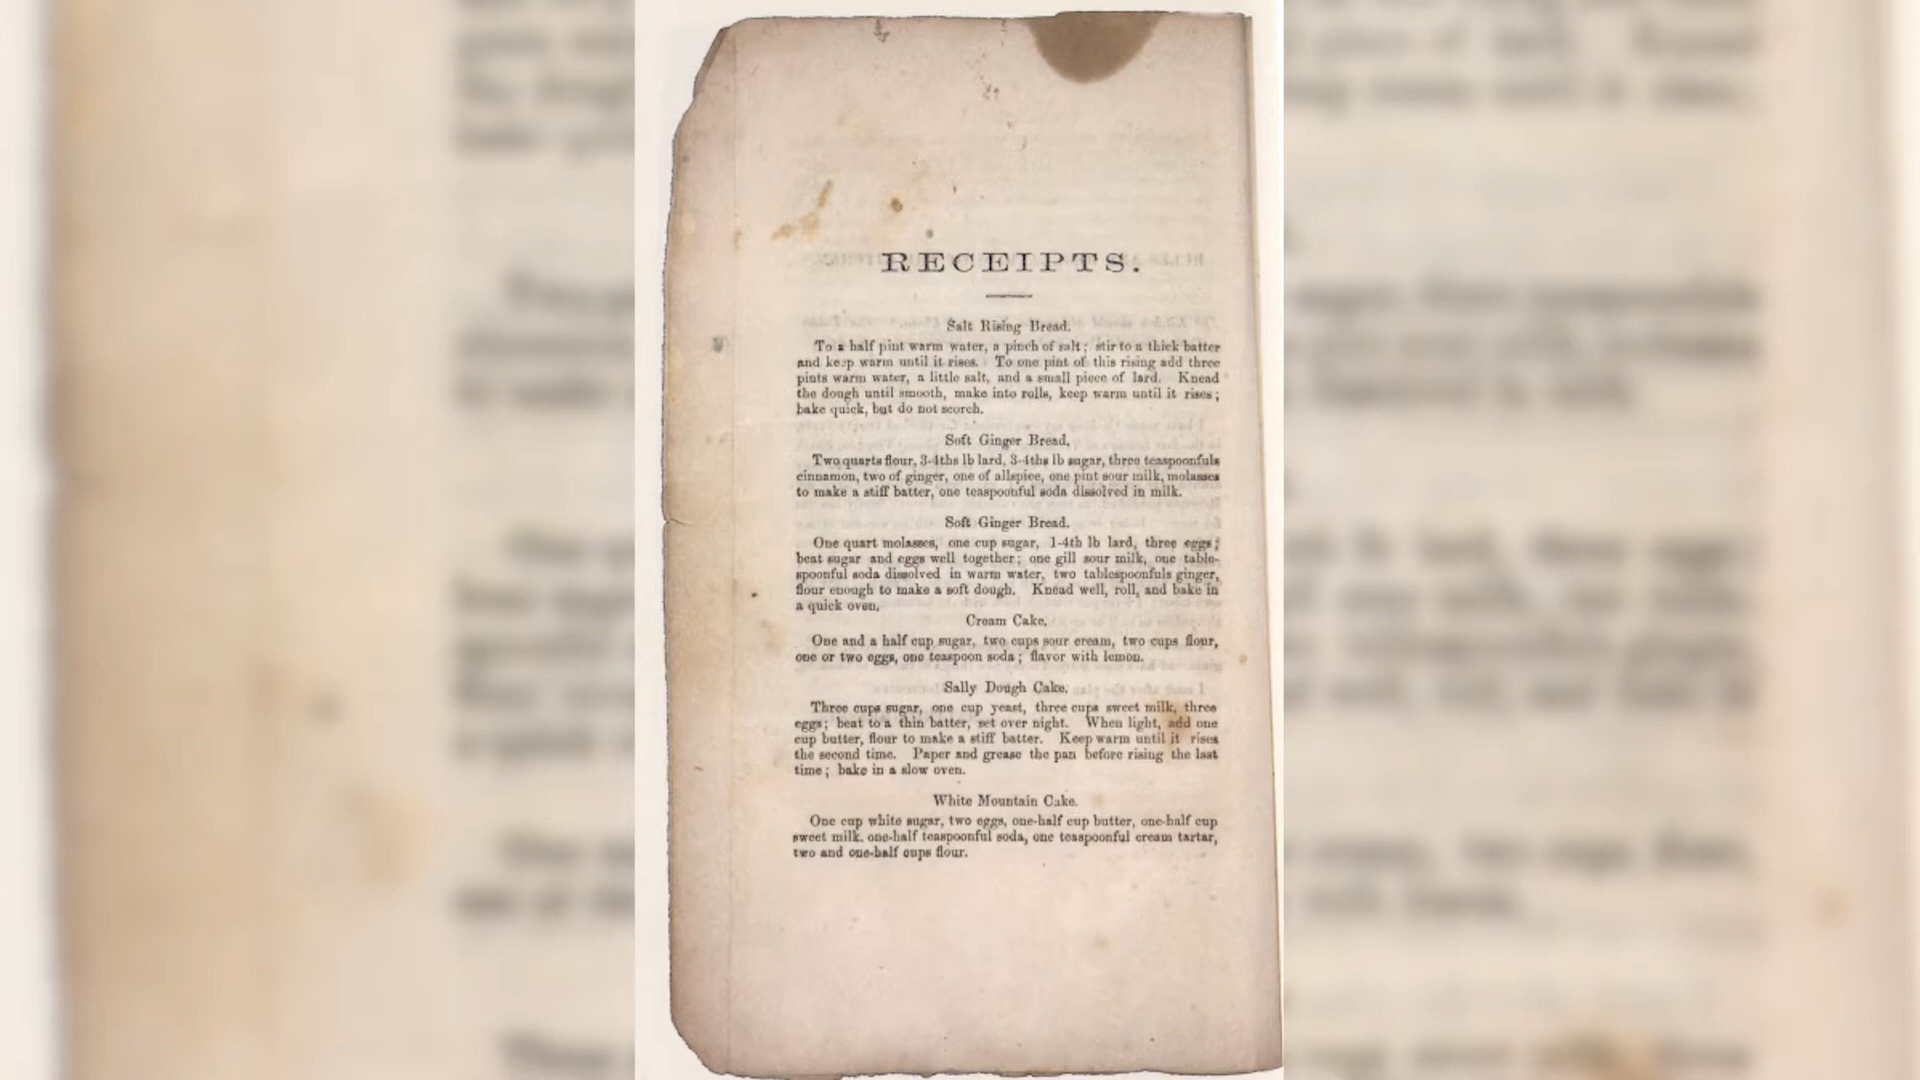 RECEIPTS.
Salt Rising Bread.
To a half pint warm water, a pinch of salt; stir to a thick batter
and keep warm until it rises. To one pint of this rising add three
pints warm water, a little salt, and a small piece of lard. Knead
the dough until smooth, make into rolls, keep warm until it rises;
bake quick, but do not scorch.
Soft Ginger Bread,
Two quarts flour, 3-4ths lb lard, 3-4ths lb sugar, three teaspoonfuls
cinnamon, two of ginger, one of allspice, one pint sour milk, molasses
to make a stiff batter, one teaspoonful soda dissolved in milk.
Soft Ginger Bread.
One quart molasses, one cup sugar, 1-4th lb lard, three eggs;
beat sugar and eggs well together; one gill sour milk, one table-
spoonful soda dissolved in warm water, two tablespoonfuls ginger,
flour enough to make a soft dough. Knead well, roll, and bake in
a quick oven.
Cream Cake.
One and a half cup sugar, two cups sour cream, two cups flour,
one or two eggs, one teaspoon soda; flavor with lemon.
Sally Dough Cake.
Three cups sugar, one cup yeast, three cups sweet milk, three
eggs; beat to a thin batter, set over night. When light, add one
cup butter, flour to make a stiff batter. Keep warm until it rises
the second time. Paper and grease the pan before rising the last
time; bake in a slow oven.
White Mountain Cake.
One cup white sugar, two eggs, one-half cup butter, one-half cup
sweet milk, one-half teaspoonful soda, one teaspoonful cream tartar,
two and one-half cups flour.